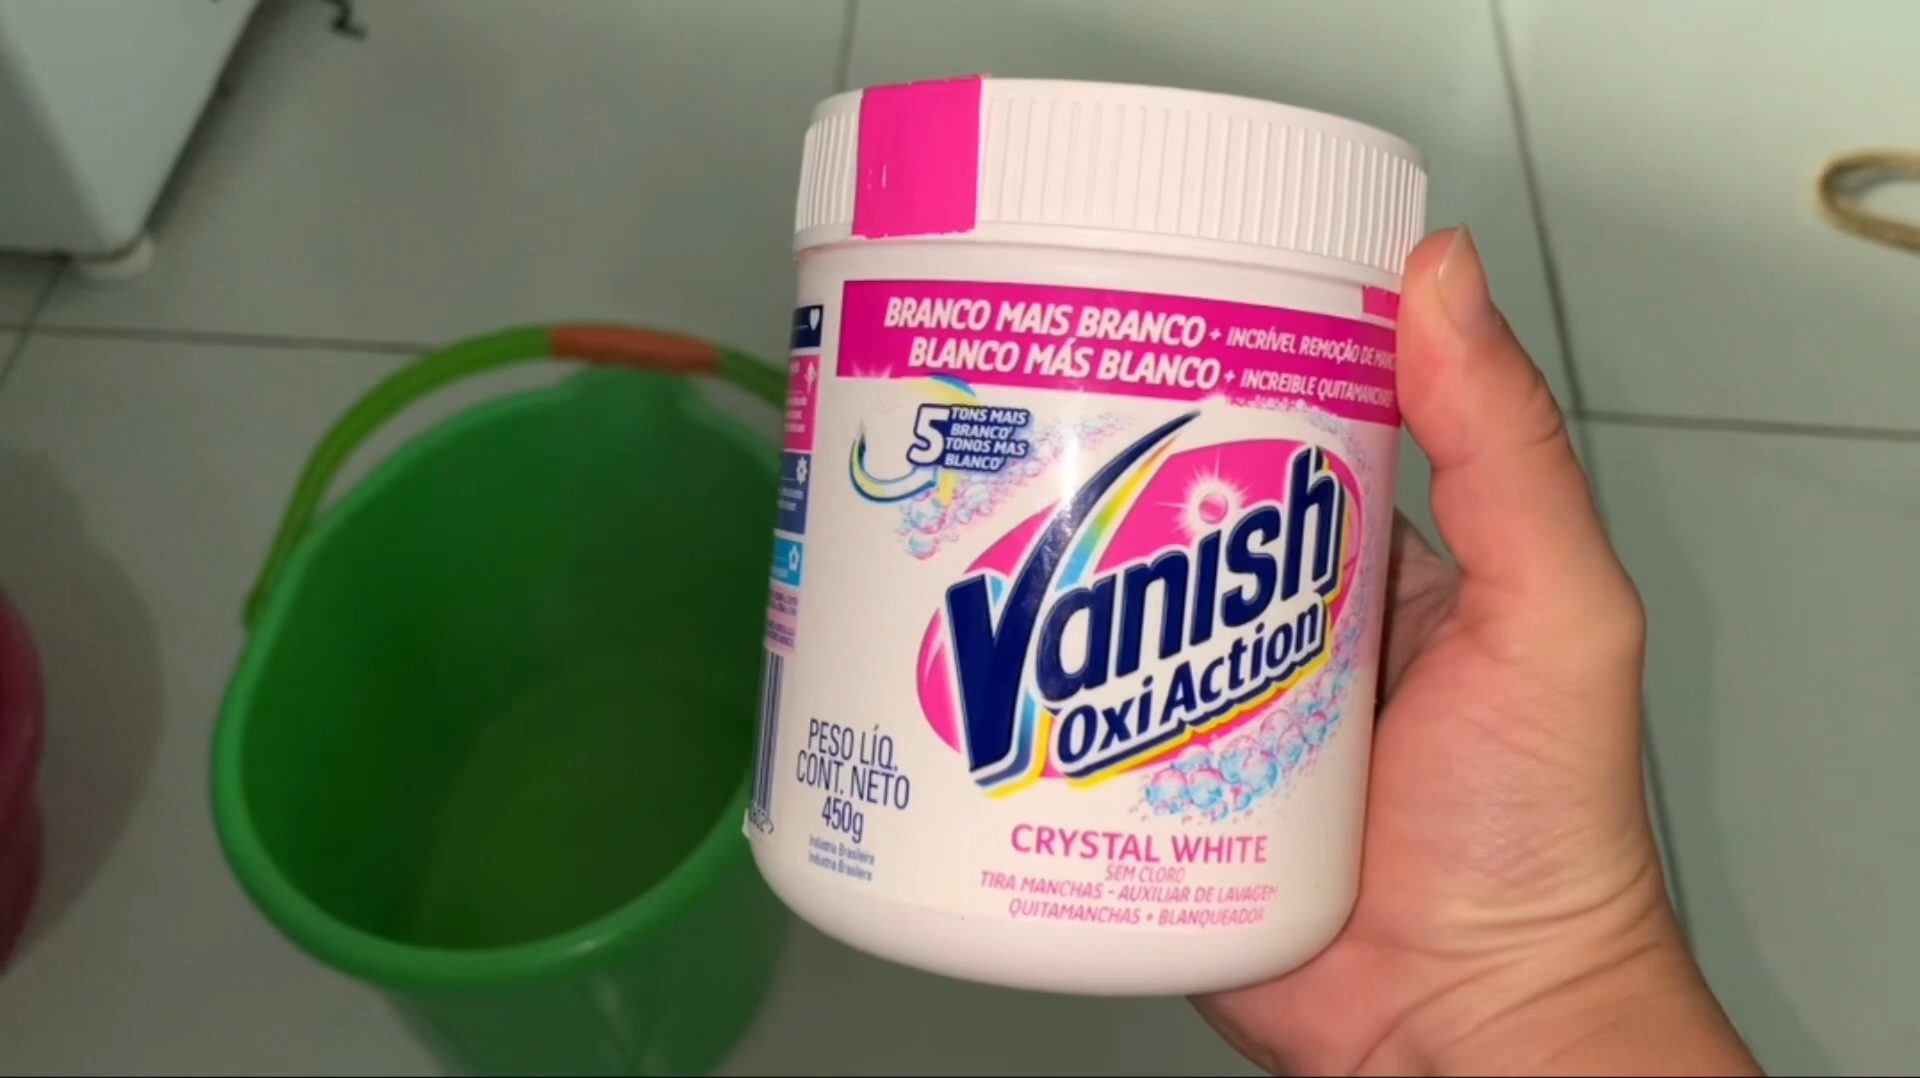 BRANCO MAIS BRANCO + INCRÍVEL REMOÇÃO DE
BLANCO MÁS BLANCO + INCREIBLE QUITAMANCHAS
5
TONS MAIS
BRANCO
TONOS MAS
BLANCO
Vanish
Oxi Action
PESO LÍQ.
CONT. NETO
450g
Indústria Brasileira
Industria Brasilera
CRYSTAL WHITE
SEM CLORO
TIRA MANCHAS - AUXILIAR DE LAVAGEM
QUITAMANCHAS + BLANQUEADOR